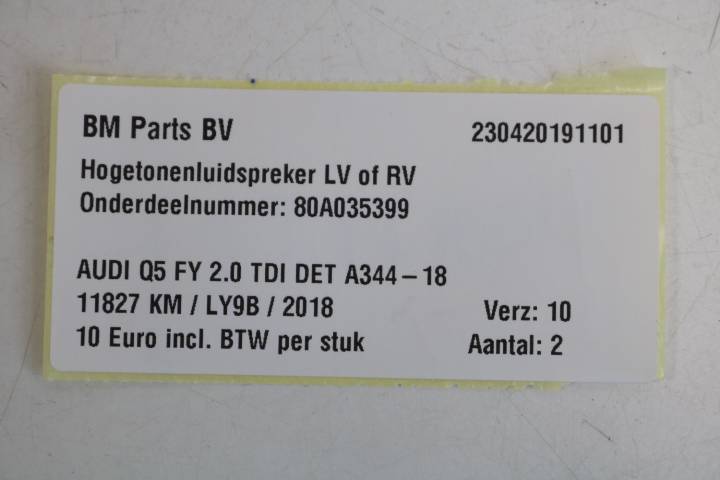 BM Parts BV 230420191101
Hogetonenluidspreker LV of RV
Onderdeelnummer: 80A035399
AUDI Q5 FY 2.0 TDI DET A344-18
11827 KM / LY9B / 2018 Verz: 10
10 Euro incl. BTW per stuk Aantal: 2